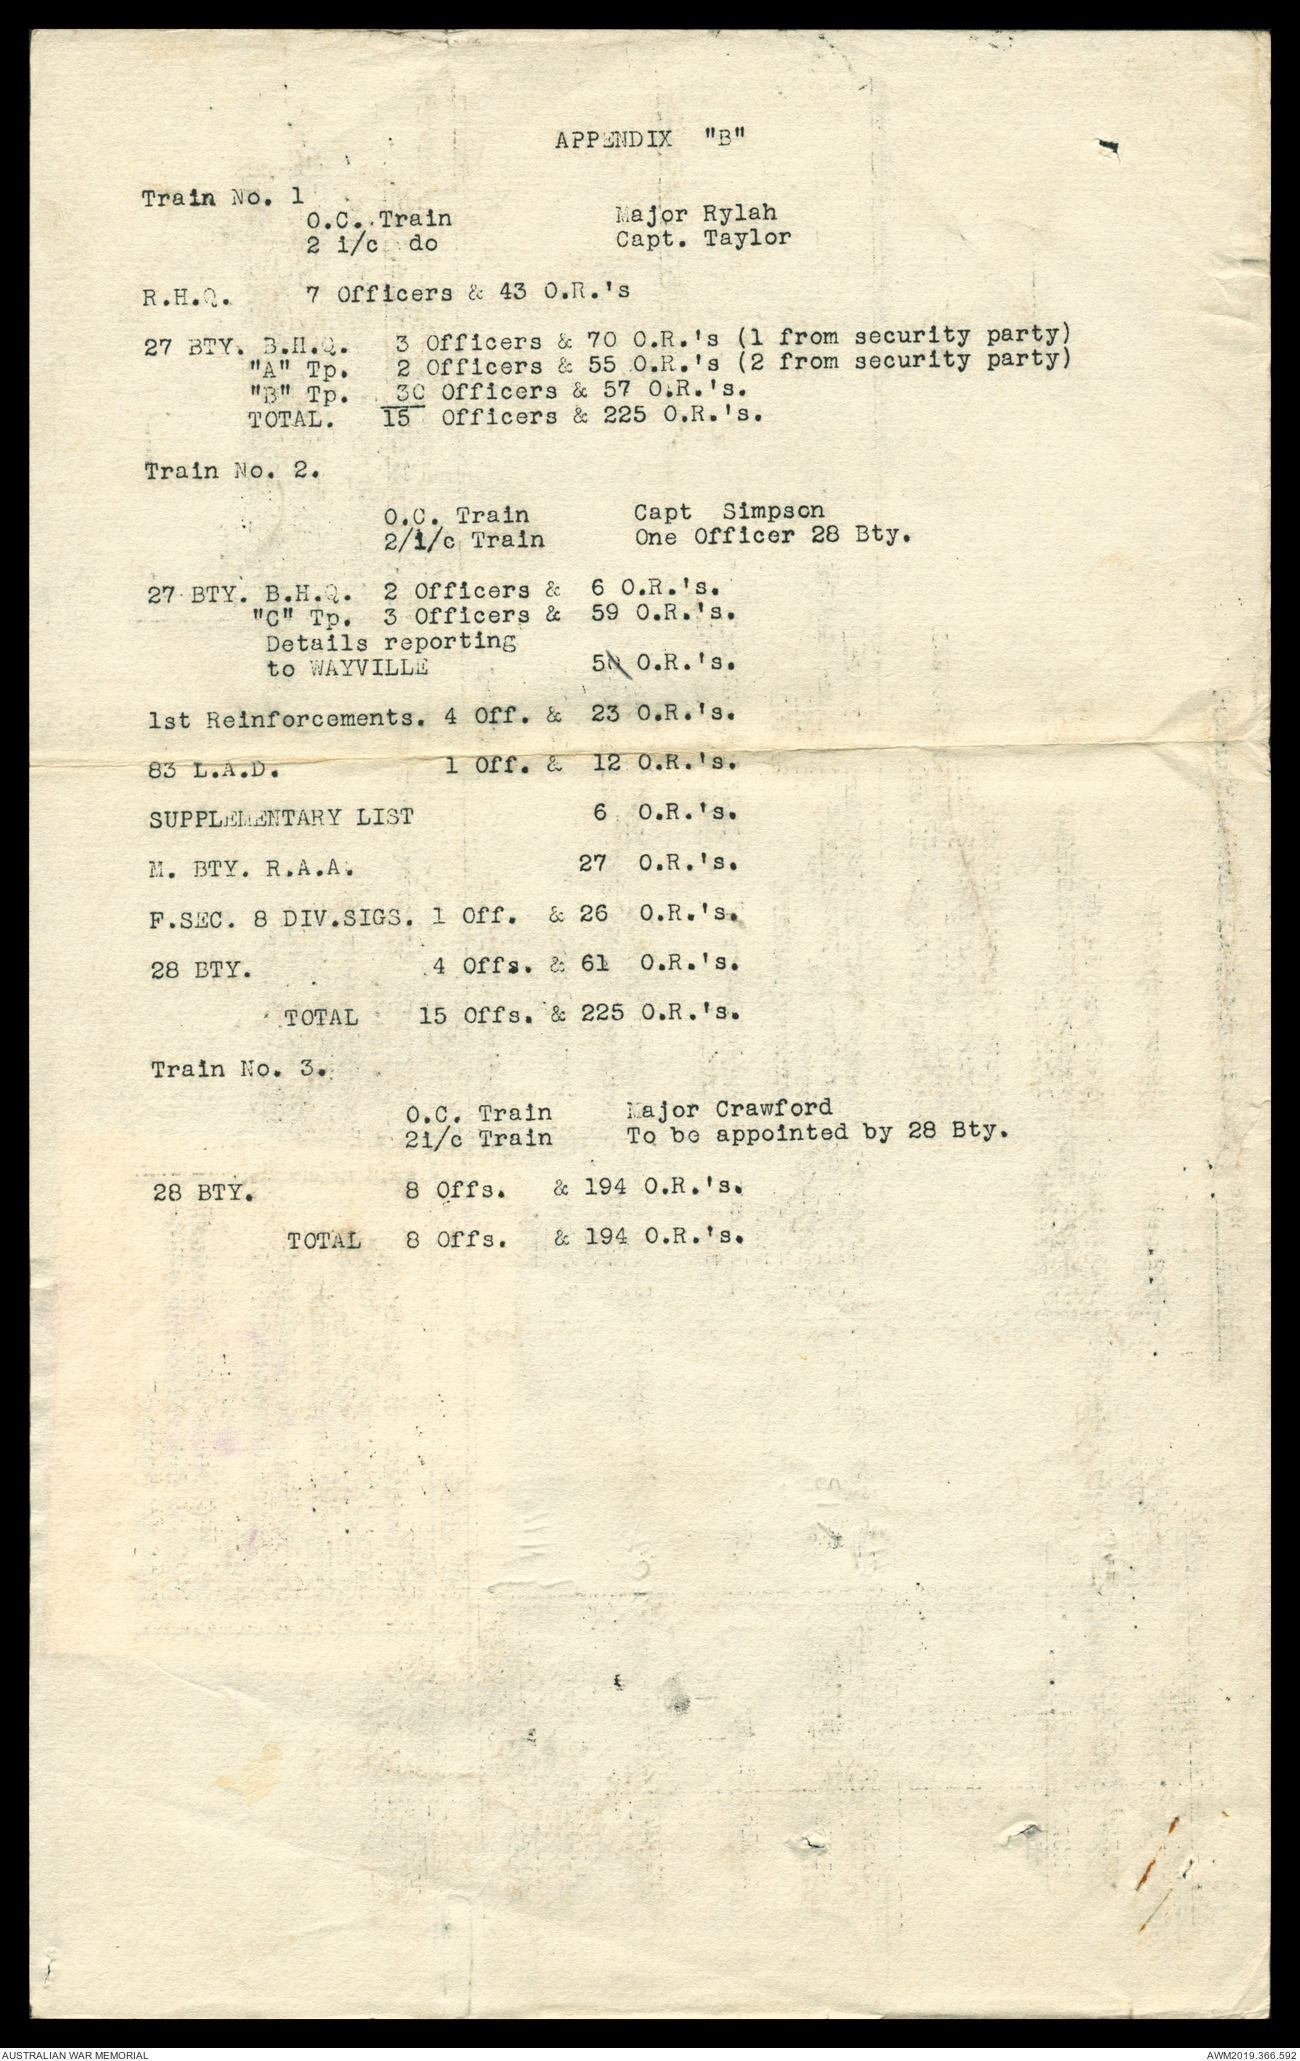 APPENDIX "B"
Train No. 1
O.C. Train Major Rylah
2 i/c do Capt. Taylor
R.H.Q. 7 Officers & 43 O.R.'s
27 BTY. B.H.Q. 3 Officers & 70 O.R.'s (1 from security party)
"A" Tp. 2 Officers & 55 O.R.'s (2 from security party)
"B" Tp. 30 Officers & 57 O.R.'s.
TOTAL. 15 Officers & 225 O.R.'s.
Train No. 2.
O.C. Train Capt Simpson
2/i/c Train One Officer 28 Bty.
27 BTY. B.H.Q. 2 Officers & 6 O.R.'s.
"C" Tp. 3 Officers & 59 O.R.'s.
Details reporting
to WAYVILLE 5 O.R.'s.
1st Reinforcements. 4 Off. & 23 O.R.'s.
83 L.A.D. 1 Off. & 12 O.R.'s.
SUPPLEMENTARY LIST 6 O.R.'s.
M. BTY. R.A.A. 27 O.R.'s.
F.SEC. 8 DIV.SIGS. 1 Off. & 26 O.R.'s.
28 BTY. 4 Offs. & 61 O.R.'s.
TOTAL 15 Offs. & 225 O.R.'s.
Train No. 3.
O.C. Train Major Crawford
2i/c Train To be appointed by 28 Bty.
28 BTY. 8 Offs. & 194 O.R.'s.
TOTAL 8 Offs. & 194 O.R.'s.
AUSTRALIAN WAR MEMORIAL AWM2019.366.592